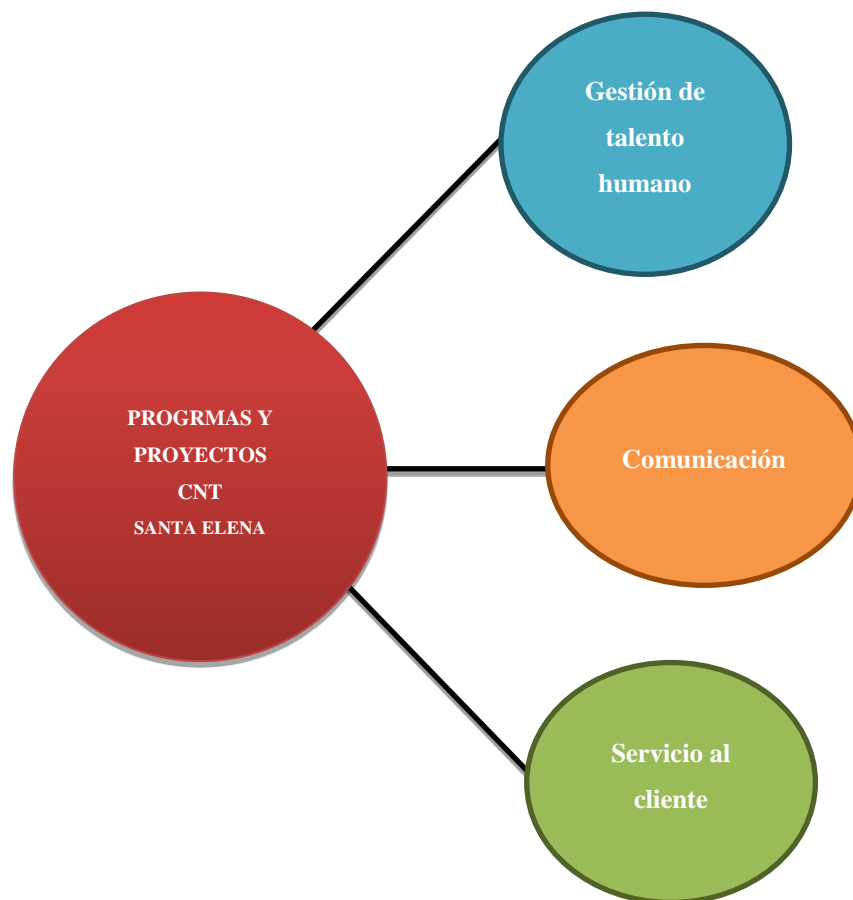 Gestión de
talento
humano
PROGRMAS Y
PROYECTOS
CNT
SANTA ELENA
Comunicación
Servicio al
cliente